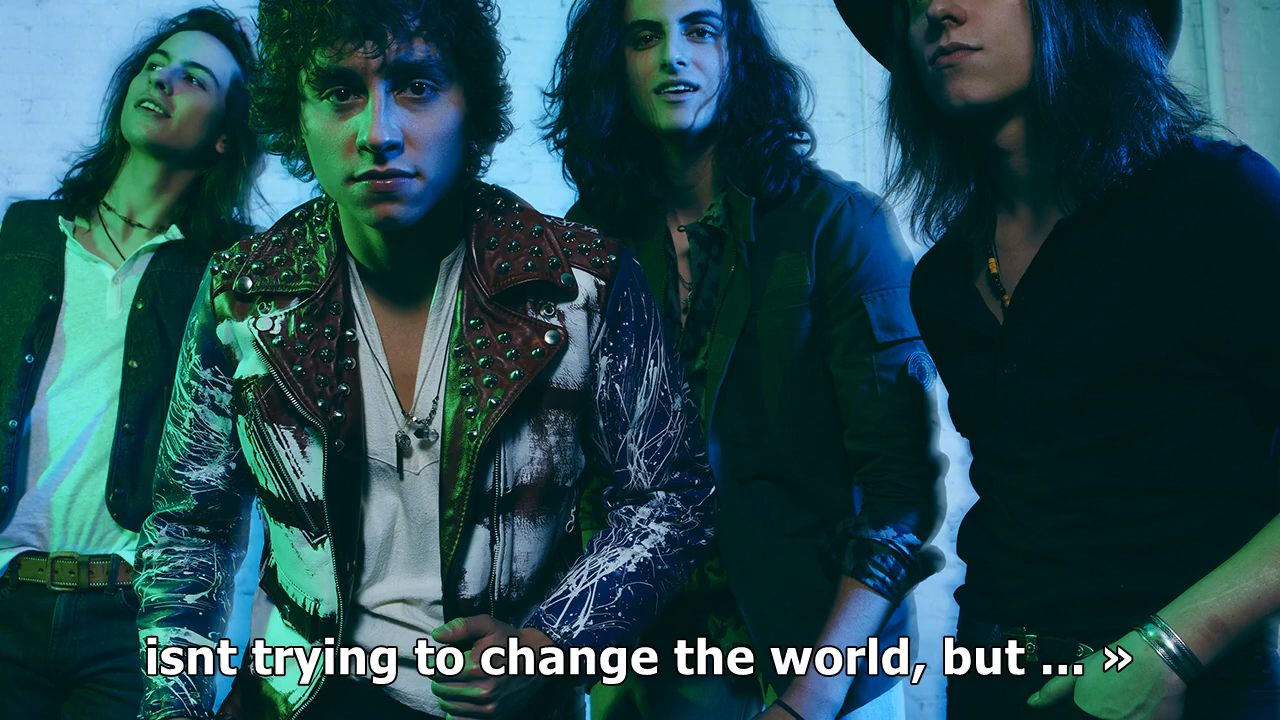 isnt trying to change the world, but ... »